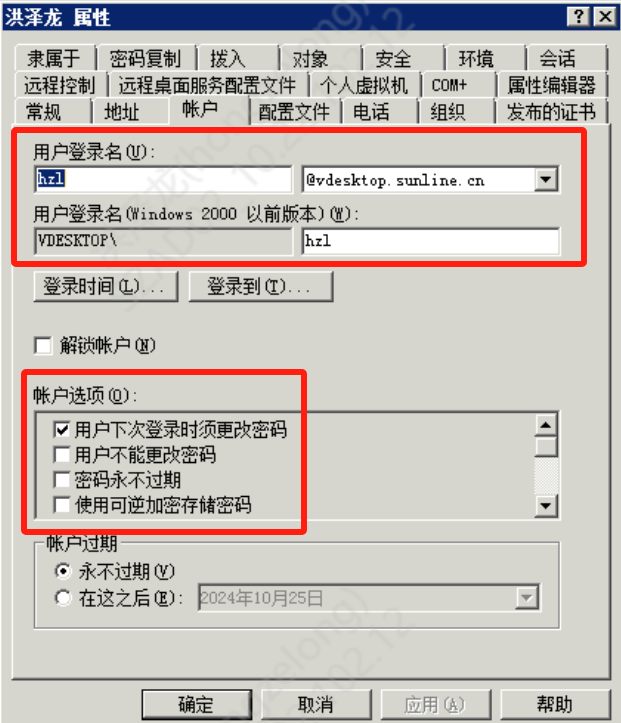 洪泽龙 属性
隶属于 密码复制 拨入 对象 安全 环境 会话
远程控制 远程桌面服务配置文件 个人虚拟机 COM+ 属性编辑器
常规 地址 帐户 配置文件 电话 组织 发布的证书
用户登录名(U):
hzl @vdesktop.sunline.cn
用户登录名(Windows 2000 以前版本)(W):
VDESKTOP\ hzl
登录时间(L)... 登录到(T)...
解锁帐户(N)
帐户选项(O):
用户下次登录时须更改密码
用户不能更改密码
密码永不过期
使用可逆加密存储密码
帐户过期
永不过期(V)
在这之后(E): 2024年10月25日
确定 取消 应用(A) 帮助